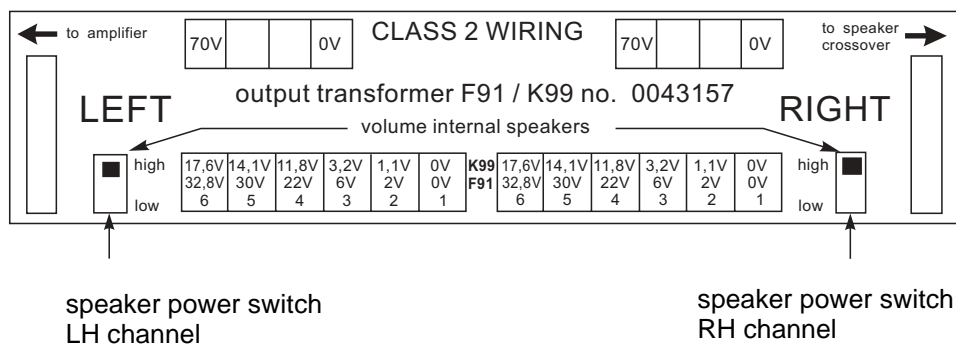 to amplifier
70V 0V
CLASS 2 WIRING
70V 0V
to speaker
crossover
output transformer F91 / K99 no. 0043157
LEFT
RIGHT
volume internal speakers
high
low
17,6V 14,1V 11,8V 3,2V 1,1V 0V K99 17,6V 14,1V 11,8V 3,2V 1,1V 0V
32,8V 30V 22V 6V 2V 0V F91 32,8V 30V 22V 6V 2V 0V
6 5 4 3 2 1 6 5 4 3 2 1
high
low
speaker power switch
LH channel
speaker power switch
RH channel